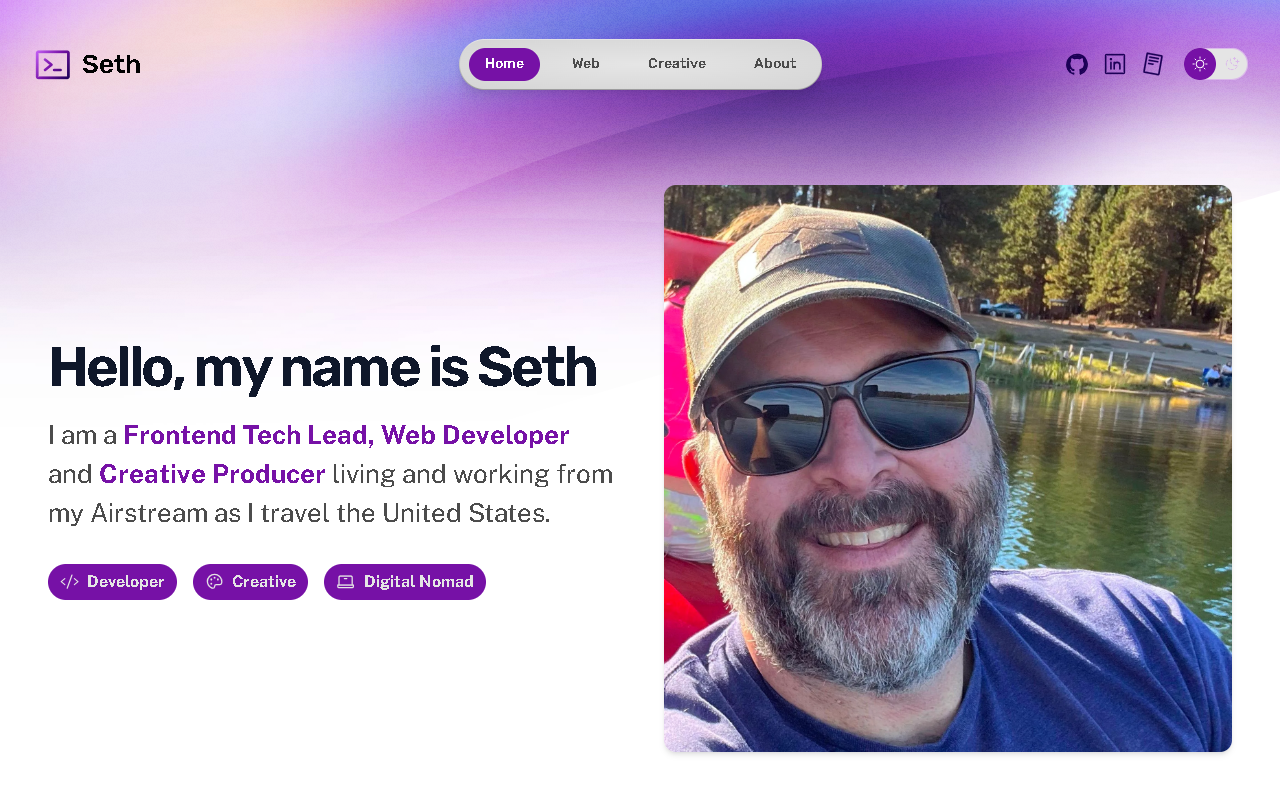 Seth
Home
Web
Creative
About
Hello, my name is Seth
I am a Frontend Tech Lead, Web Developer
and Creative Producer living and working from
my Airstream as I travel the United States.
Developer
Creative
Digital Nomad